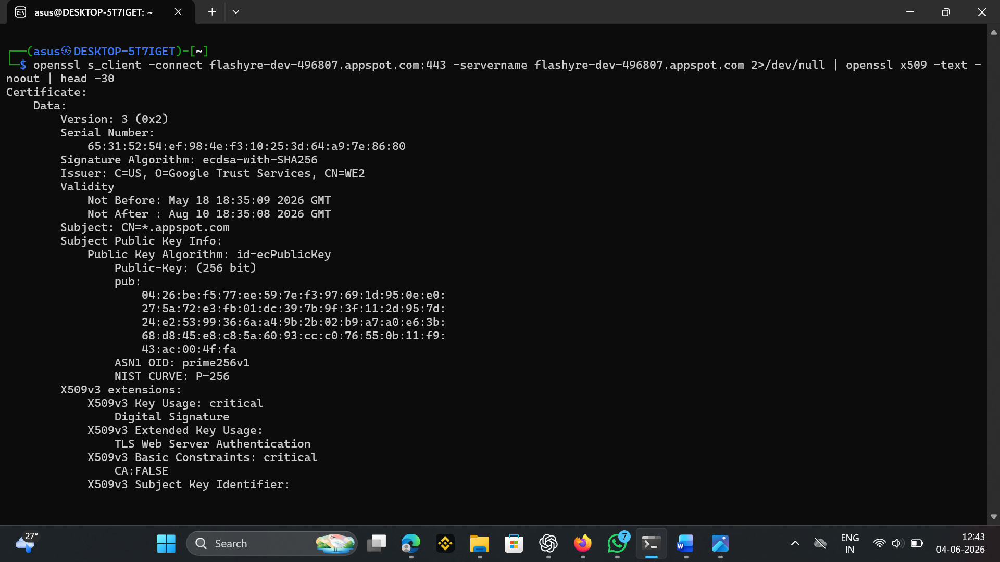 asus@DESKTOP-5T7IGET: ~
┌──(asus㉿DESKTOP-5T7IGET)-[~]
└─$ openssl s_client -connect flashyre-dev-496807.appspot.com:443 -servername flashyre-dev-496807.appspot.com 2>/dev/null | openssl x509 -text -
noout | head -30
Certificate:
    Data:
        Version: 3 (0x2)
        Serial Number:
            65:31:52:54:ef:98:4e:f3:10:25:3d:64:a9:7e:86:80
        Signature Algorithm: ecdsa-with-SHA256
        Issuer: C=US, O=Google Trust Services, CN=WE2
        Validity
            Not Before: May 18 18:35:09 2026 GMT
            Not After : Aug 10 18:35:08 2026 GMT
        Subject: CN=*.appspot.com
        Subject Public Key Info:
            Public Key Algorithm: id-ecPublicKey
                Public-Key: (256 bit)
                pub:
                    04:26:be:f5:77:ee:59:7e:f3:97:69:1d:95:0e:e0:
                    27:5a:72:e3:fb:01:dc:39:7b:9f:3f:11:2d:95:7d:
                    24:e2:53:99:36:6a:a4:9b:2b:02:b9:a7:a0:e6:3b:
                    68:d8:45:e8:c8:5a:60:93:cc:c0:76:55:0b:11:f9:
                    43:ac:00:4f:fa
                ASN1 OID: prime256v1
                NIST CURVE: P-256
        X509v3 extensions:
            X509v3 Key Usage: critical
                Digital Signature
            X509v3 Extended Key Usage:
                TLS Web Server Authentication
            X509v3 Basic Constraints: critical
                CA:FALSE
            X509v3 Subject Key Identifier:
27°
Search
7
ENG
IN
12:43
04-06-2026